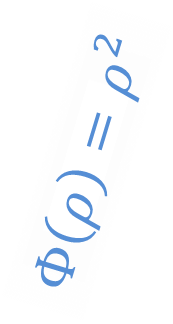 Φ(ρ) = ρ²